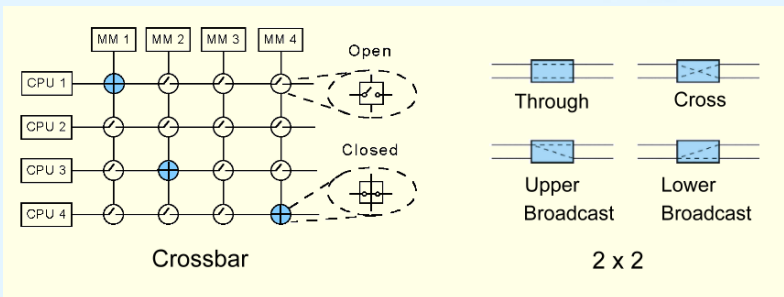 MM 1 MM 2 MM 3 MM 4
Open
CPU 1
CPU 2
CPU 3
CPU 4
Closed
Crossbar
Through Cross
Upper Lower
Broadcast Broadcast
2 x 2